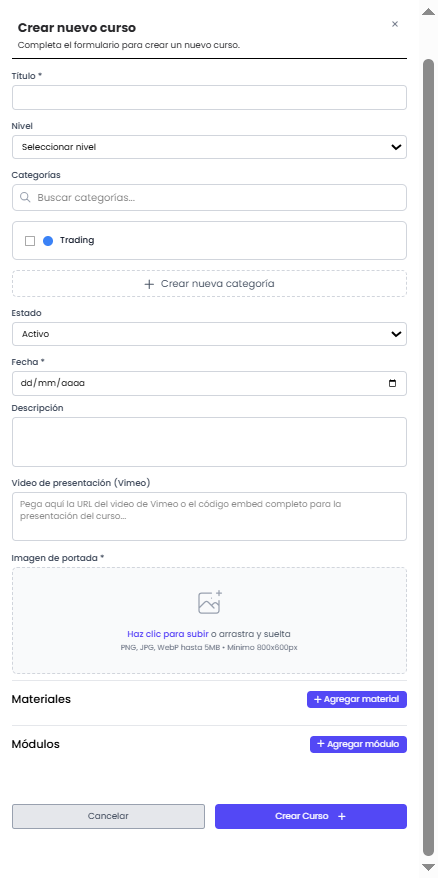 Crear nuevo curso
Completa el formulario para crear un nuevo curso.
Título *
Nivel
Seleccionar nivel
Categorías
Buscar categorías...
Trading
Crear nueva categoría
Estado
Activo
Fecha *
dd/mm/aaaa
Descripción
Video de presentación (Vimeo)
Pega aquí la URL del video de Vimeo o el código embed completo para la
presentación del curso...
Imagen de portada *
Haz clic para subir o arrastra y suelta
PNG, JPG, WebP hasta 5MB • Mínimo 800x600px
Materiales
+ Agregar material
Módulos
+ Agregar módulo
Cancelar
Crear Curso +